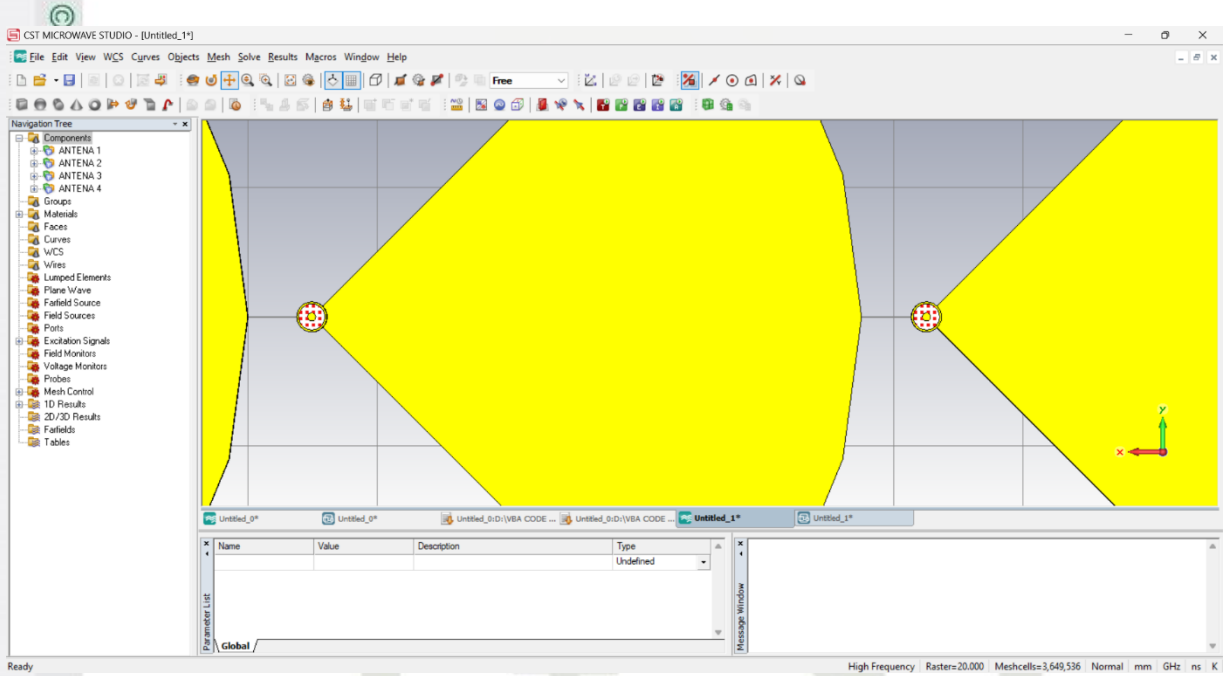 CST MICROWAVE STUDIO - [Untitled_1*]
File Edit View WCS Curves Objects Mesh Solve Results Macros Window Help
Free
Navigation Tree
Components
ANTENA 1
ANTENA 2
ANTENA 3
ANTENA 4
Groups
Materials
Faces
Curves
WCS
Wires
Lumped Elements
Plane Wave
Farfield Source
Field Sources
Ports
Excitation Signals
Field Monitors
Voltage Monitors
Probes
Mesh Control
1D Results
2D/3D Results
Farfields
Tables
y
x
Untitled_0* Untitled_0* Untitled_0:D:\VBA CODE ... Untitled_0:D:\VBA CODE ... Untitled_1* Untitled_1*
Name Value Description Type
Undefined
Parameter List
Global
Message Window
Ready High Frequency Raster=20.000 Meshcells=3,649,536 Normal mm GHz ns K